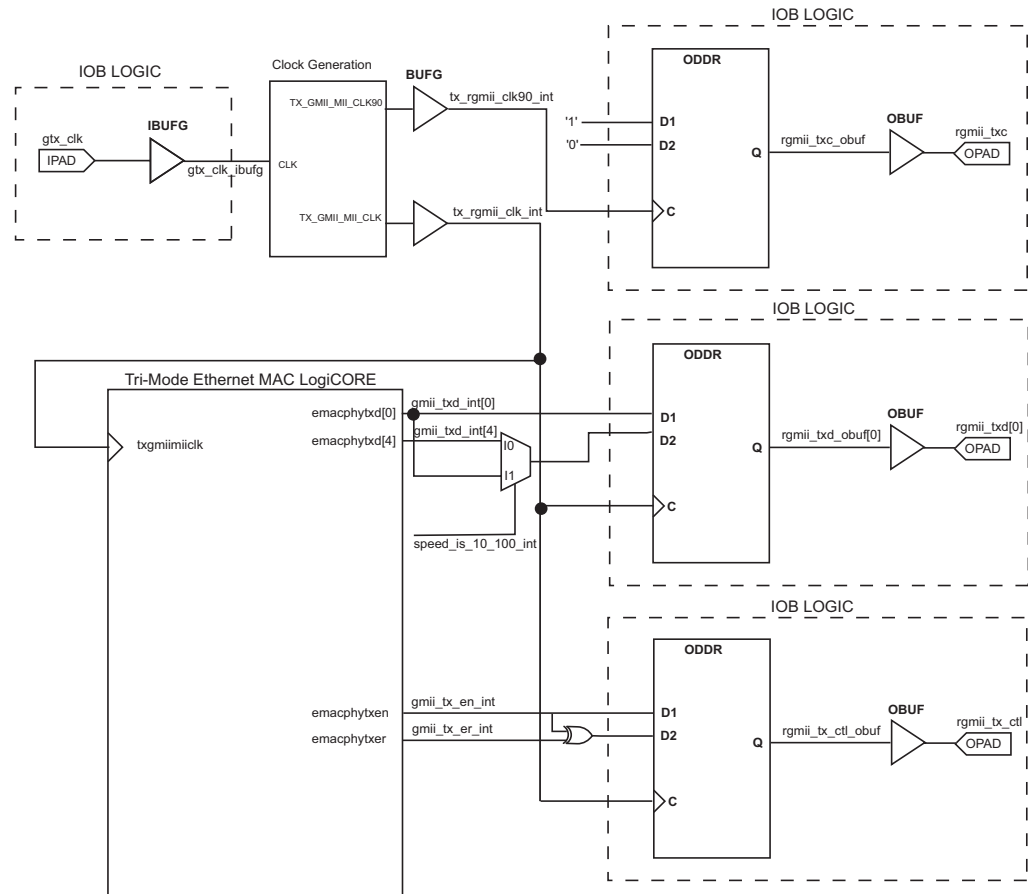 IOB LOGIC
ODDR
D1
D2
Q
C
'1'
'0'
rgmii_txc_obuf
OBUF
rgmii_txc
OPAD
IOB LOGIC
gtx_clk
IPAD
IBUFG
gtx_clk_ibufg
Clock Generation
TX_GMII_MII_CLK90
CLK
TX_GMII_MII_CLK
BUFG
tx_rgmii_clk90_int
tx_rgmii_clk_int
IOB LOGIC
ODDR
D1
D2
Q
C
rgmii_txd_obuf[0]
OBUF
rgmii_txd[0]
OPAD
Tri-Mode Ethernet MAC LogiCORE
txgmiimiiclk
emacphytxd[0]
gmii_txd_int[0]
emacphytxd[4]
gmii_txd_int[4]
I0
I1
speed_is_10_100_int
IOB LOGIC
ODDR
emacphytxen
gmii_tx_en_int
emacphytxer
gmii_tx_er_int
D1
D2
Q
C
rgmii_tx_ctl_obuf
OBUF
rgmii_tx_ctl
OPAD